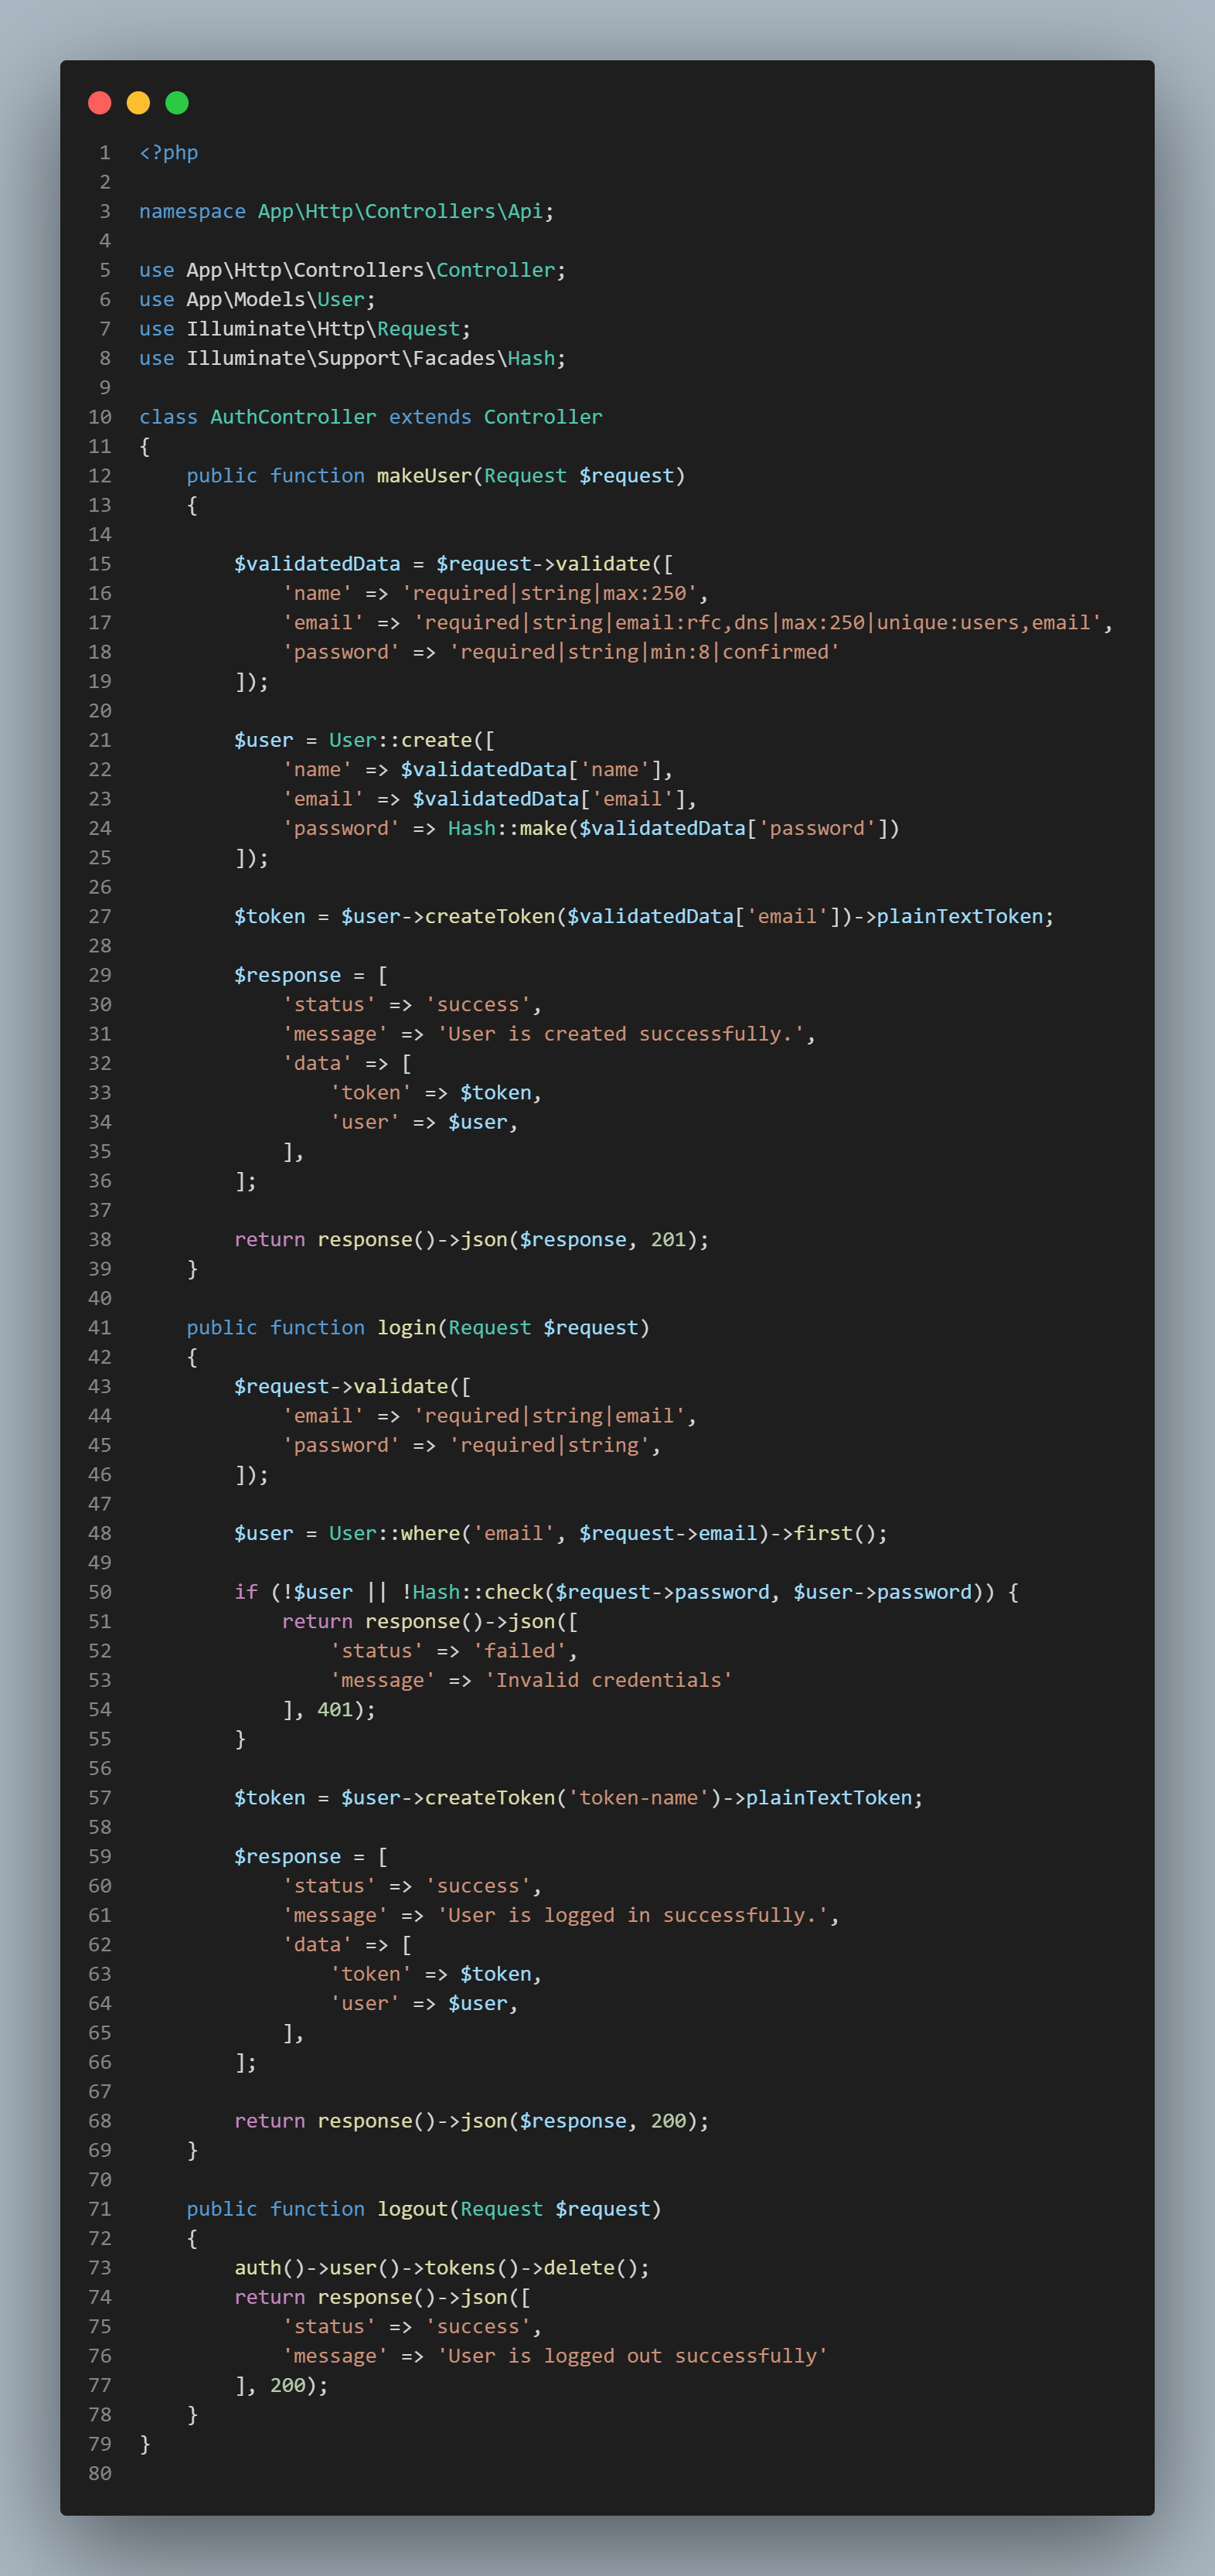 1 <?php
2
3 namespace App\Http\Controllers\Api;
4
5 use App\Http\Controllers\Controller;
6 use App\Models\User;
7 use Illuminate\Http\Request;
8 use Illuminate\Support\Facades\Hash;
9
10 class AuthController extends Controller
11 {
12     public function makeUser(Request $request)
13     {
14
15         $validatedData = $request->validate([
16             'name' => 'required|string|max:250',
17             'email' => 'required|string|email:rfc,dns|max:250|unique:users,email',
18             'password' => 'required|string|min:8|confirmed'
19         ]);
20
21         $user = User::create([
22             'name' => $validatedData['name'],
23             'email' => $validatedData['email'],
24             'password' => Hash::make($validatedData['password'])
25         ]);
26
27         $token = $user->createToken($validatedData['email'])->plainTextToken;
28
29         $response = [
30             'status' => 'success',
31             'message' => 'User is created successfully.',
32             'data' => [
33                 'token' => $token,
34                 'user' => $user,
35             ],
36         ];
37
38         return response()->json($response, 201);
39     }
40
41     public function login(Request $request)
42     {
43         $request->validate([
44             'email' => 'required|string|email',
45             'password' => 'required|string',
46         ]);
47
48         $user = User::where('email', $request->email)->first();
49
50         if (!$user || !Hash::check($request->password, $user->password)) {
51             return response()->json([
52                 'status' => 'failed',
53                 'message' => 'Invalid credentials'
54             ], 401);
55         }
56
57         $token = $user->createToken('token-name')->plainTextToken;
58
59         $response = [
60             'status' => 'success',
61             'message' => 'User is logged in successfully.',
62             'data' => [
63                 'token' => $token,
64                 'user' => $user,
65             ],
66         ];
67
68         return response()->json($response, 200);
69     }
70
71     public function logout(Request $request)
72     {
73         auth()->user()->tokens()->delete();
74         return response()->json([
75             'status' => 'success',
76             'message' => 'User is logged out successfully'
77         ], 200);
78     }
79 }
80